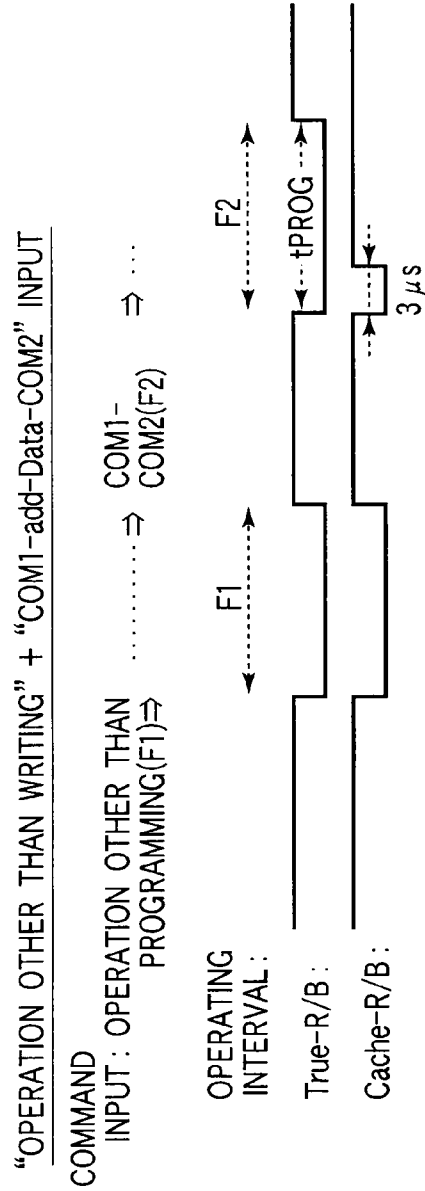 "OPERATION OTHER THAN WRITING" + "COM1-add-Data-COM2" INPUT
COMMAND
INPUT : OPERATION OTHER THAN ·········· ⇒ COM1- ⇒ ···
PROGRAMMING(F1)⇒ COM2(F2)
OPERATING
INTERVAL :
F1
F2
True-R/B :
tPROG
Cache-R/B :
3 μs